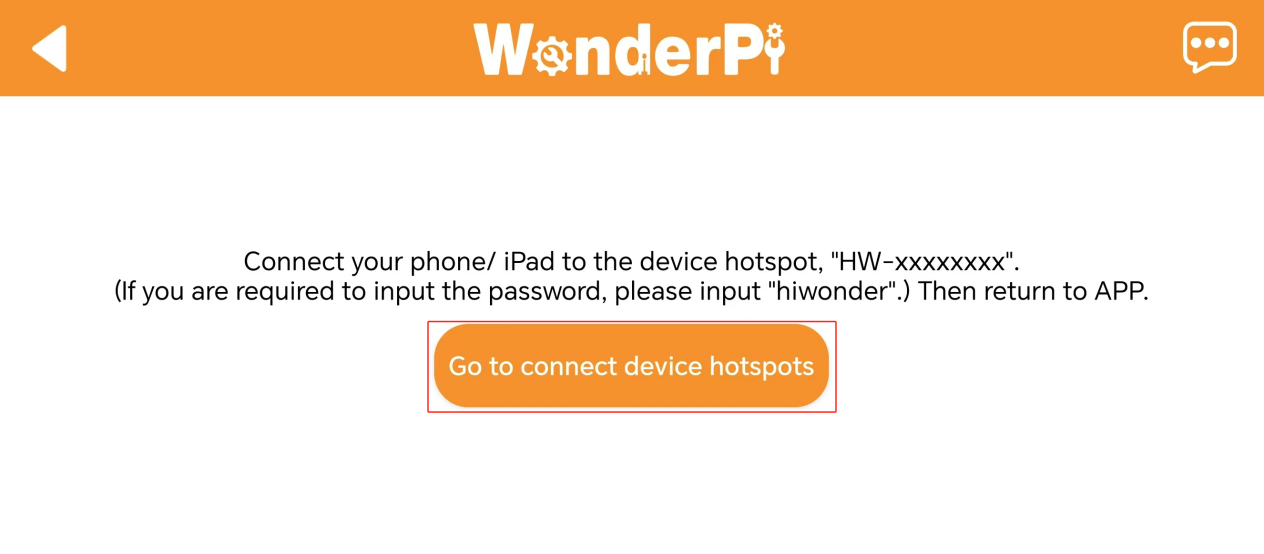 WonderPi
Connect your phone/ iPad to the device hotspot, "HW-xxxxxxxx".
(If you are required to input the password, please input "hiwonder".) Then return to APP.
Go to connect device hotspots